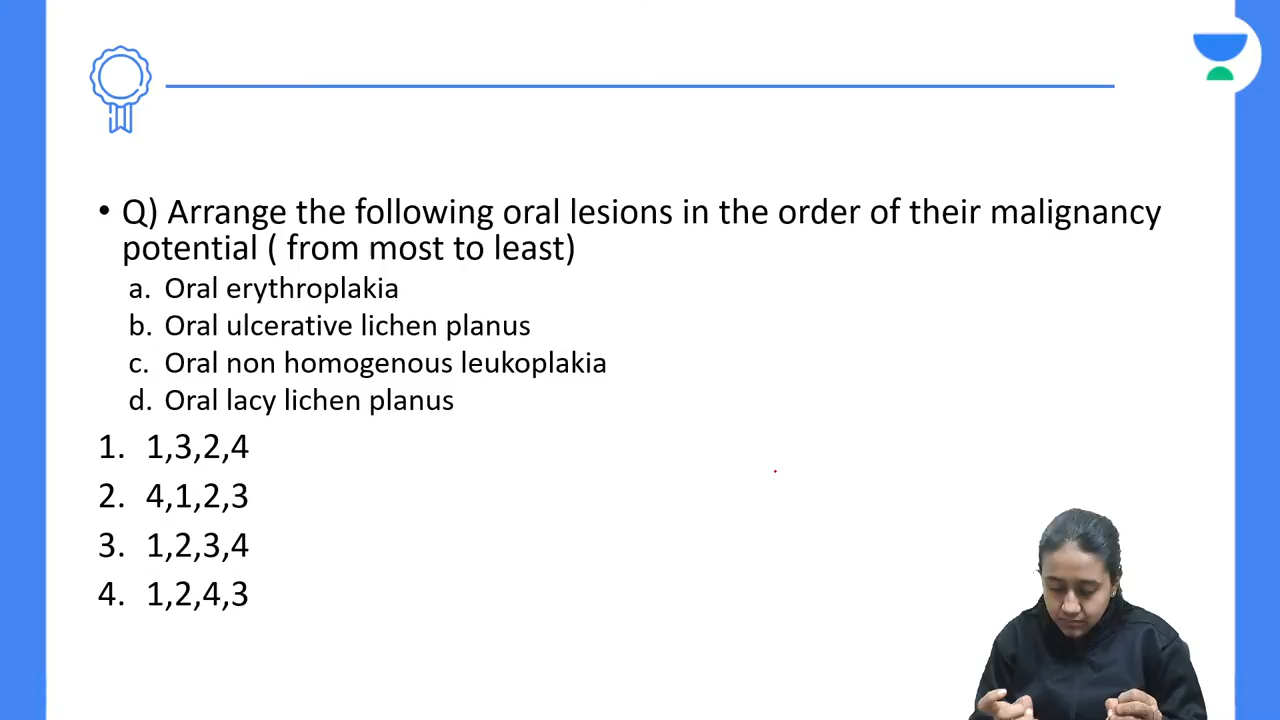 • Q) Arrange the following oral lesions in the order of their malignancy
potential ( from most to least)
a. Oral erythroplakia
b. Oral ulcerative lichen planus
c. Oral non homogenous leukoplakia
d. Oral lacy lichen planus
1. 1,3,2,4
2. 4,1,2,3
3. 1,2,3,4
4. 1,2,4,3